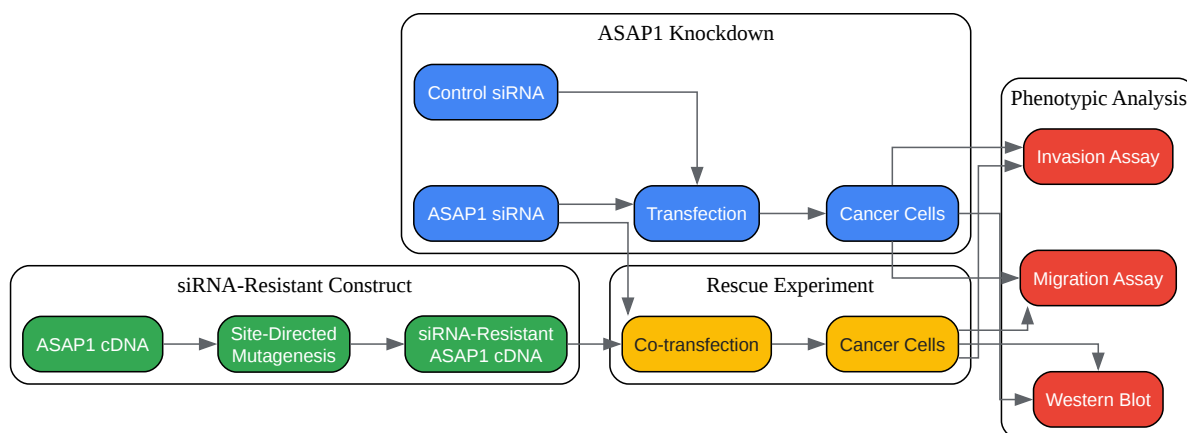 ASAP1 Knockdown
Control siRNA
ASAP1 siRNA
Transfection
Cancer Cells
Phenotypic Analysis
Invasion Assay
Migration Assay
Western Blot
siRNA-Resistant Construct
ASAP1 cDNA
Site-Directed
Mutagenesis
siRNA-Resistant
ASAP1 cDNA
Rescue Experiment
Co-transfection
Cancer Cells